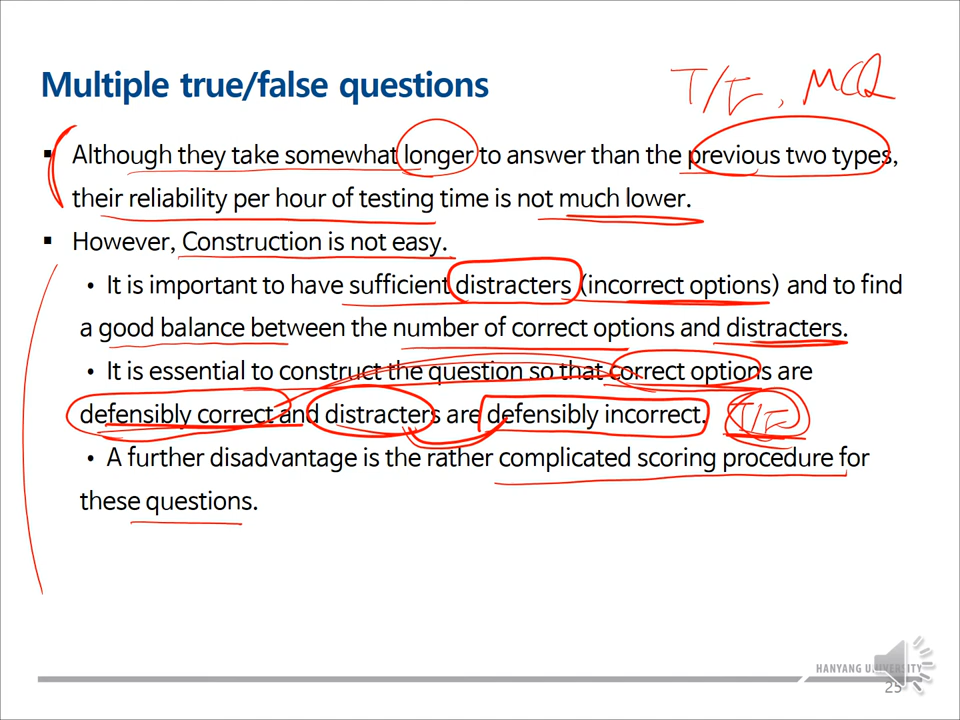 Multiple true/false questions
T/F, MCQ
▪ Although they take somewhat longer to answer than the previous two types,
their reliability per hour of testing time is not much lower.
▪ However, Construction is not easy.
• It is important to have sufficient distracters (incorrect options) and to find
a good balance between the number of correct options and distracters.
• It is essential to construct the question so that correct options are
defensibly correct and distracters are defensibly incorrect. T/F
• A further disadvantage is the rather complicated scoring procedure for
these questions.
HANYANG UNIVERSITY
25